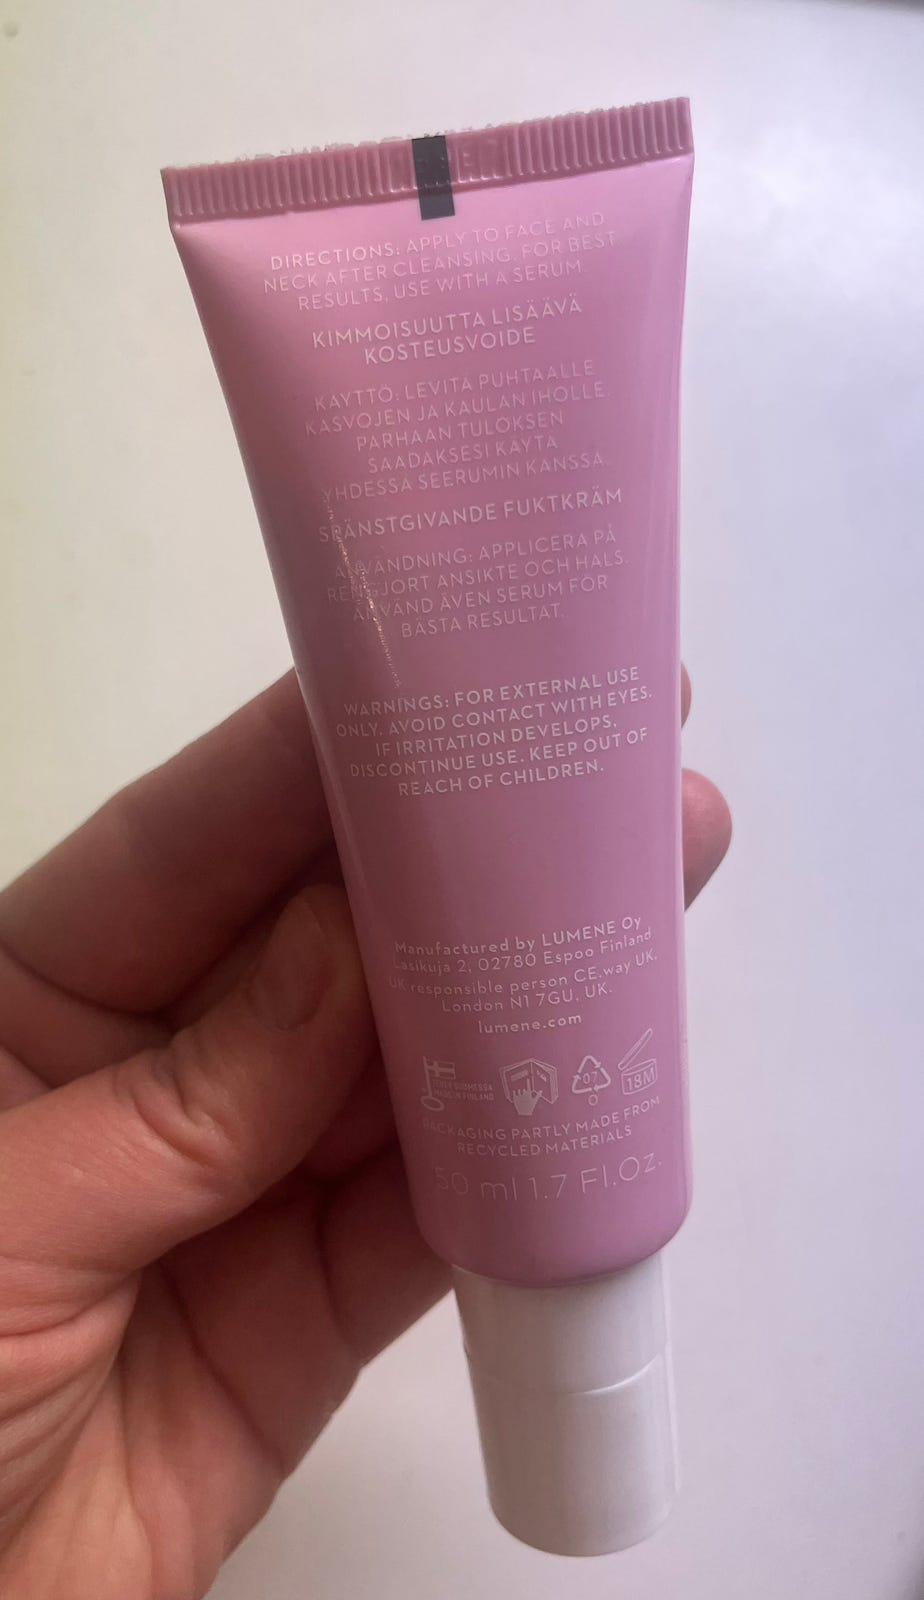 DIRECTIONS: APPLY TO FACE AND
NECK AFTER CLEANSING. FOR BEST
RESULTS, USE WITH A SERUM.
KIMMOISUUTTA LISÄÄVÄ
KOSTEUSVOIDE
KÄYTTÖ: LEVITÄ PUHTAALLE
KASVOJEN JA KAULAN IHOLLE.
PARHAAN TULOKSEN
SAADAKSESI KÄYTÄ
YHDESSÄ SEERUMIN KANSSA.
SPÄNSTGIVANDE FUKTKRÄM
ANVÄNDNING: APPLICERA PÅ
RENGJORT ANSIKTE OCH HALS.
ANVÄND ÄVEN SERUM FÖR
BÄSTA RESULTAT.
WARNINGS: FOR EXTERNAL USE
ONLY. AVOID CONTACT WITH EYES.
IF IRRITATION DEVELOPS,
DISCONTINUE USE. KEEP OUT OF
REACH OF CHILDREN.
Manufactured by LUMENE Oy
Lasikuja 2, 02780 Espoo Finland
UK responsible person CE.way UK.
London N1 7GU, UK.
lumene.com
SUOMESSA
MADE IN FINLAND
07
O
18M
PACKAGING PARTLY MADE FROM
RECYCLED MATERIALS
50 ml 1.7 Fl.Oz.